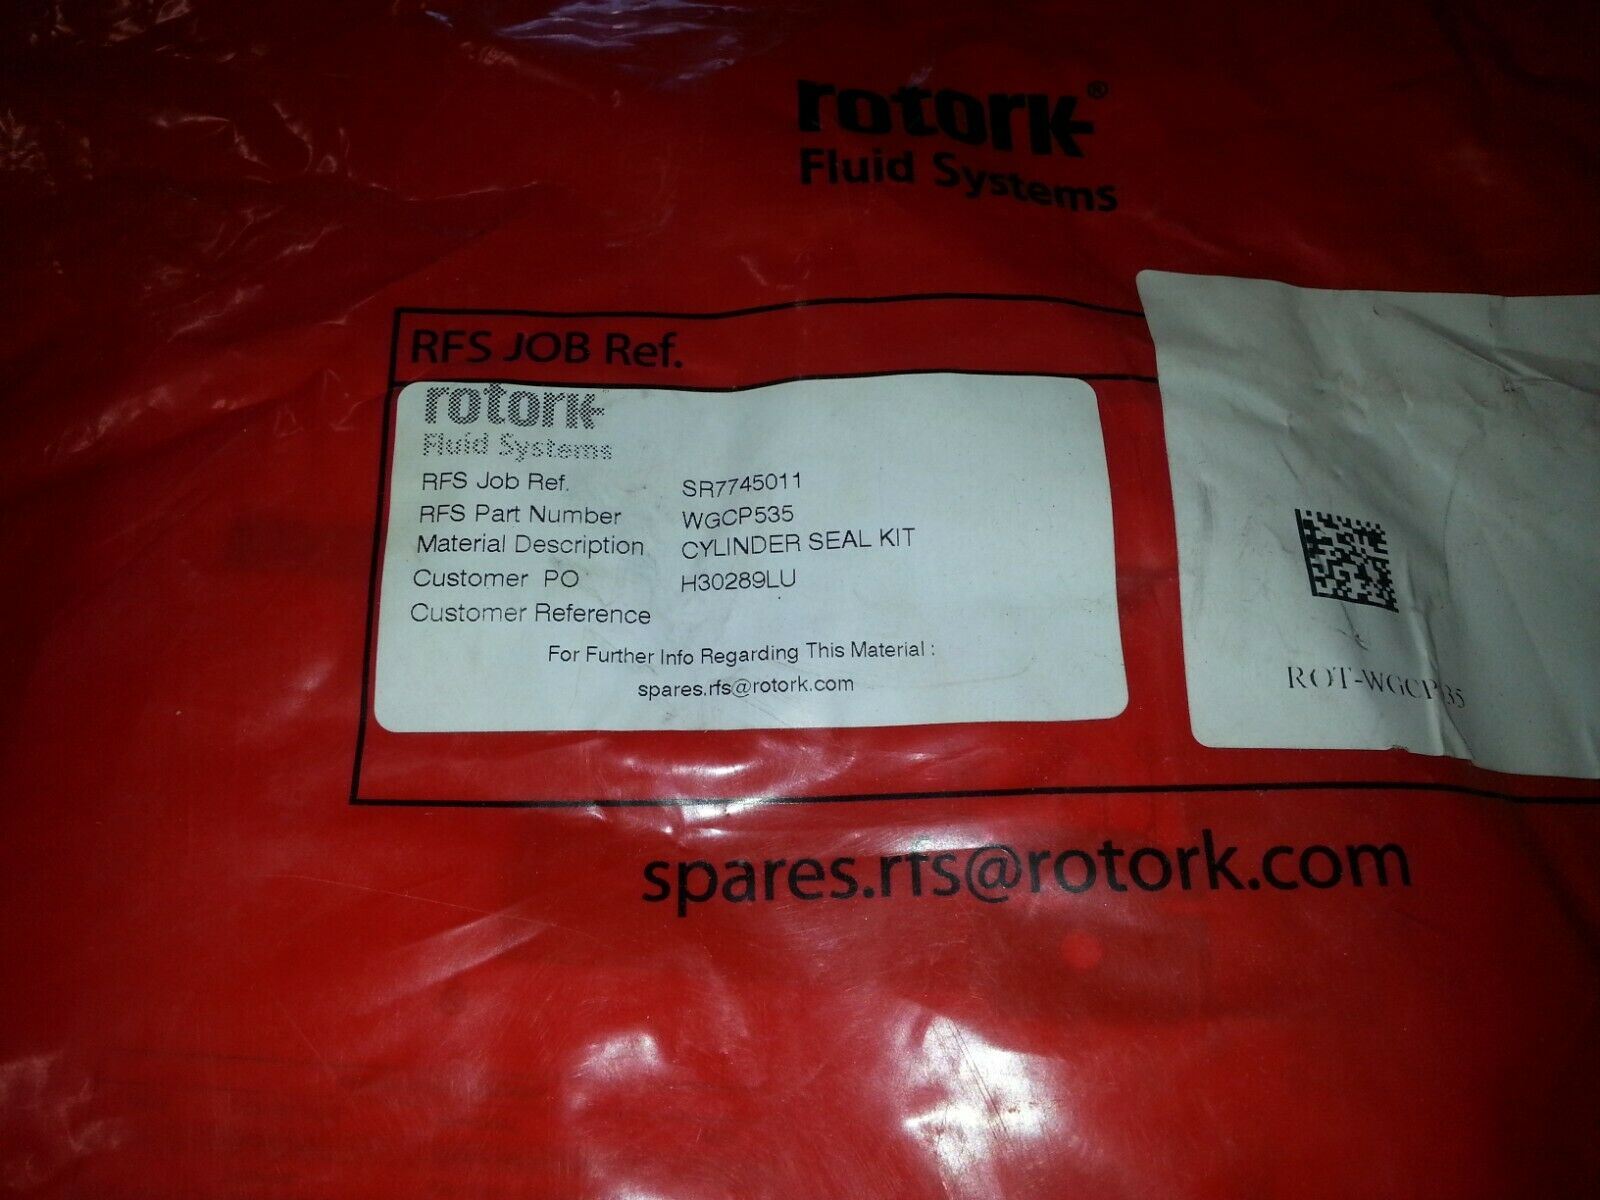 rotork®
Fluid Systems
RFS JOB Ref.
rotork
Fluid Systems
RFS Job Ref. SR7745011
RFS Part Number WGCP535
Material Description CYLINDER SEAL KIT
Customer PO H30289LU
Customer Reference
For Further Info Regarding This Material :
spares.rfs@rotork.com
ROT-WGCP535
spares.rfs@rotork.com